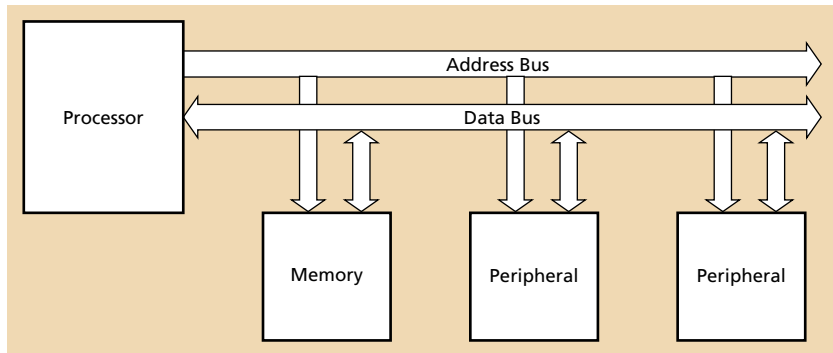 Address Bus
Processor
Data Bus
Memory
Peripheral
Peripheral